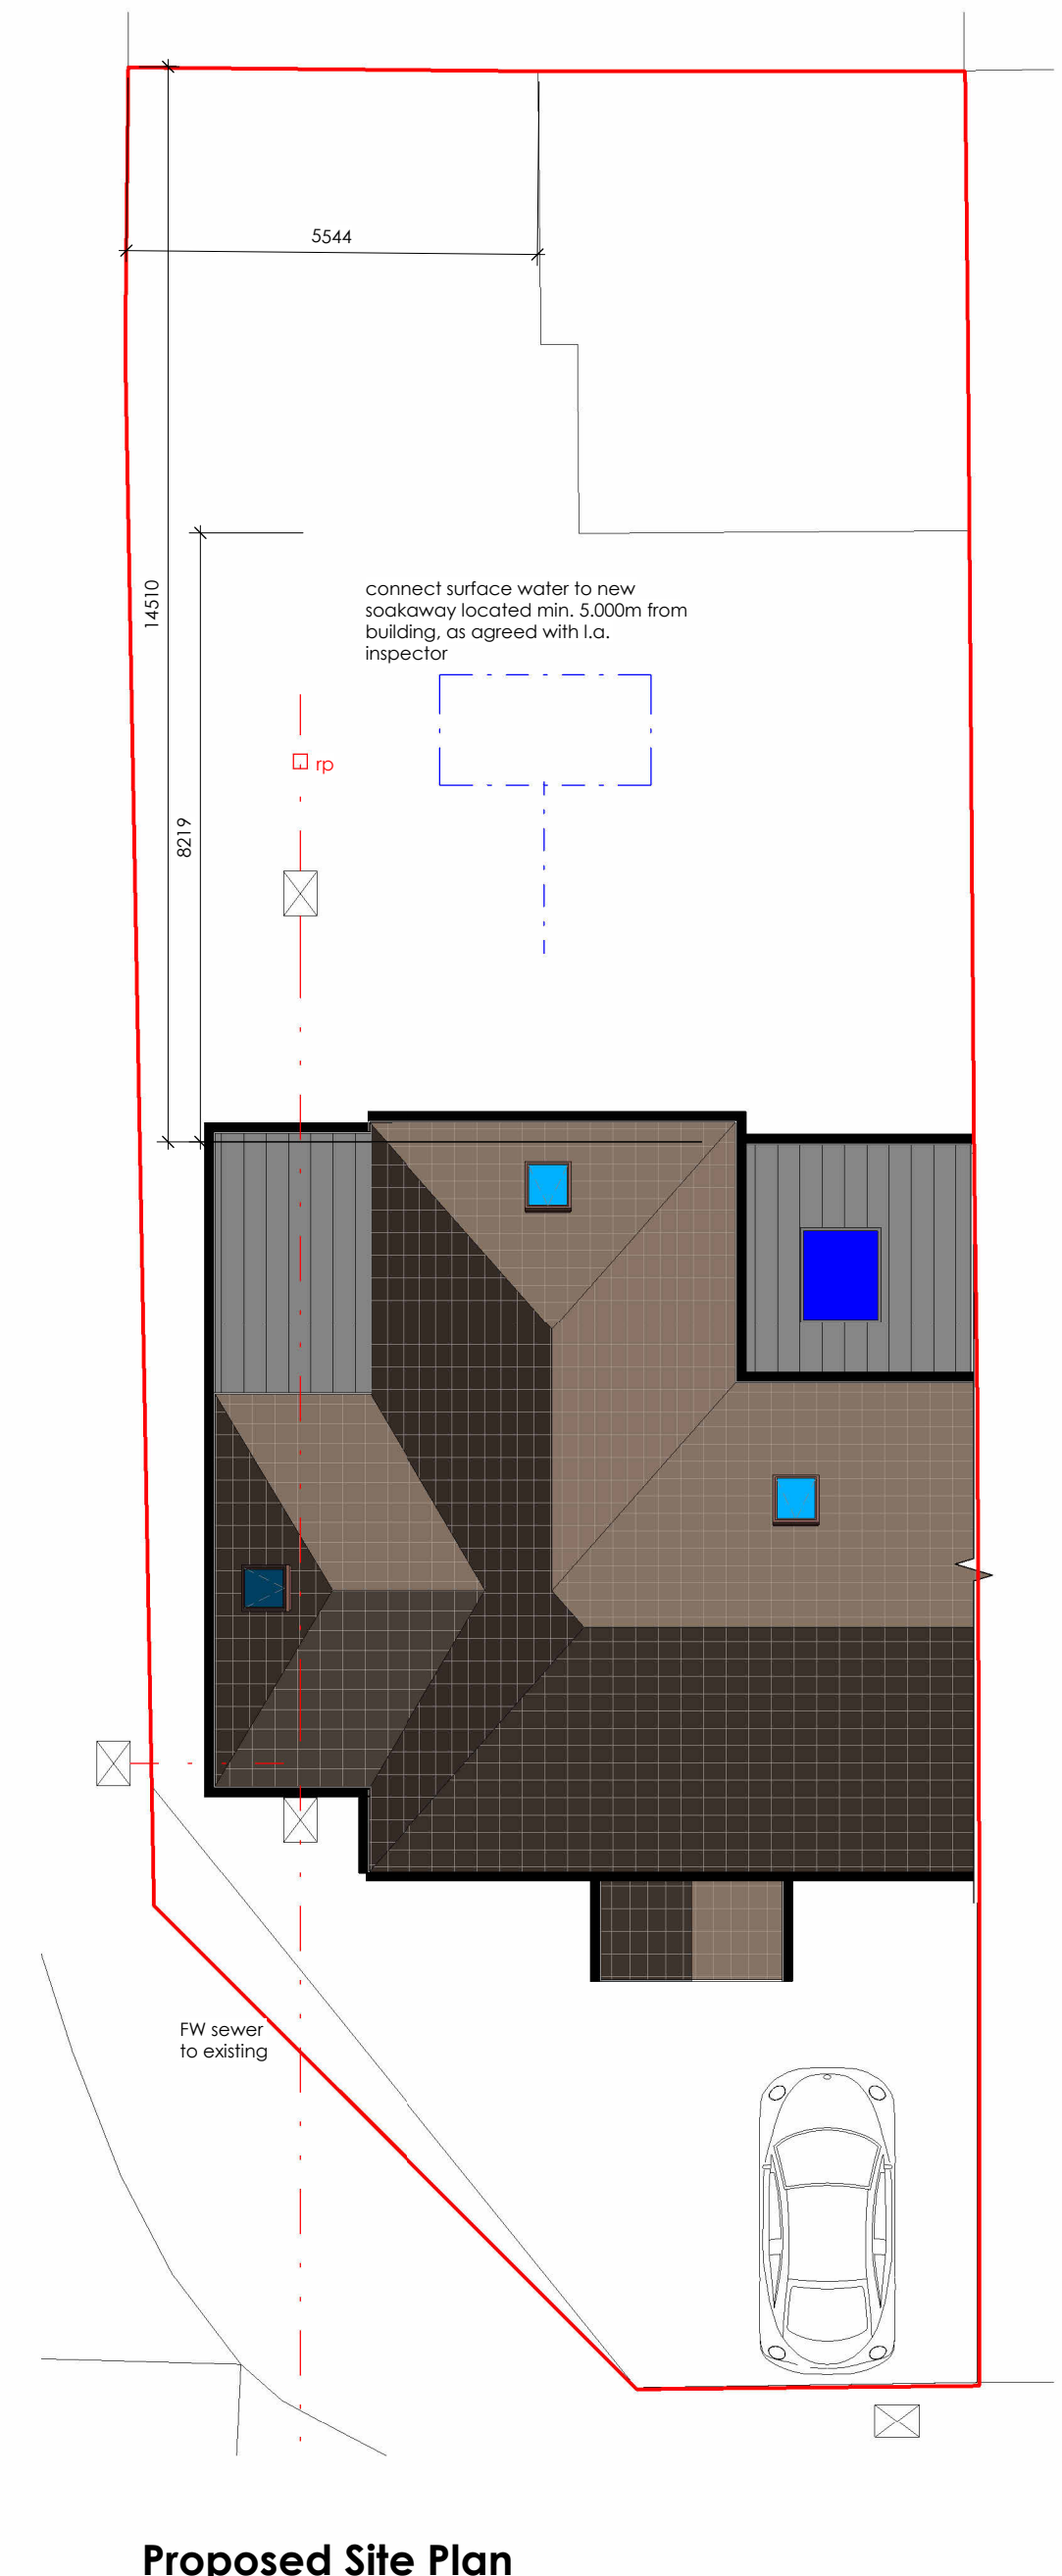 5544
connect surface water to new
soakaway located min. 5.000m from
building, as agreed with l.a.
inspector
14510
rp
8219
FW sewer
to existing
Proposed Site Plan